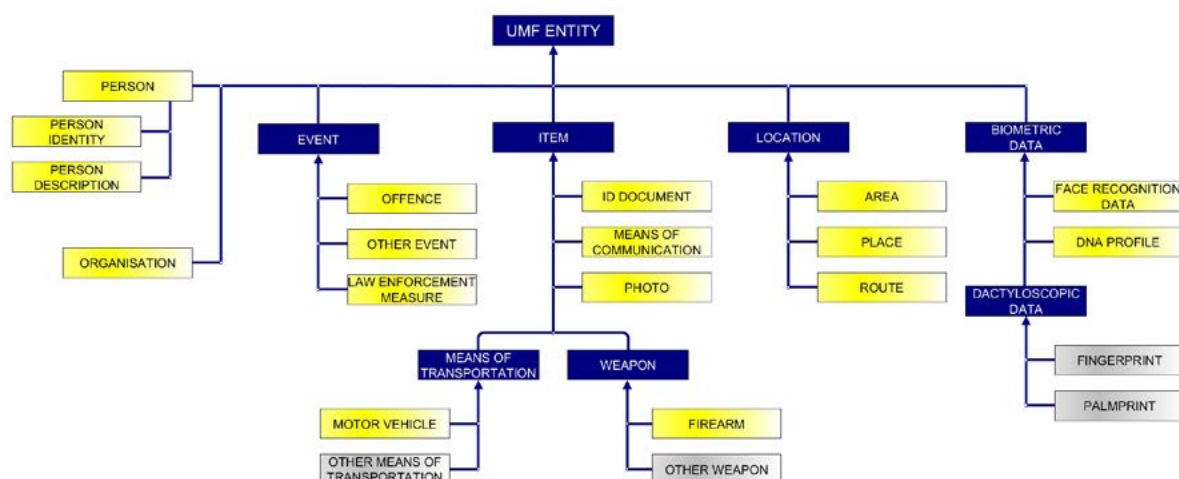 UMF ENTITY
PERSON
PERSON
IDENTITY
PERSON
DESCRIPTION
ORGANISATION
EVENT
OFFENCE
OTHER EVENT
LAW ENFORCEMENT
MEASURE
ITEM
ID DOCUMENT
MEANS OF
COMMUNICATION
PHOTO
MEANS OF
TRANSPORTATION
MOTOR VEHICLE
OTHER MEANS OF
TRANSPORTATION
WEAPON
FIREARM
OTHER WEAPON
LOCATION
AREA
PLACE
ROUTE
BIOMETRIC
DATA
FACE RECOGNITION
DATA
DNA PROFILE
DACTYLOSCOPIC
DATA
FINGERPRINT
PALMPRINT